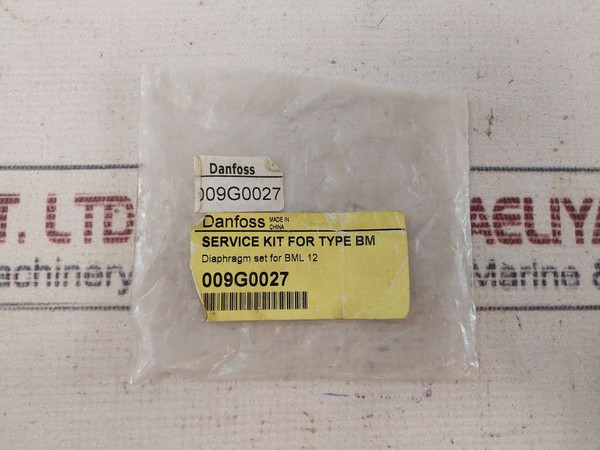 Danfoss
009G0027
Danfoss MADE IN CHINA
SERVICE KIT FOR TYPE BM
Diaphragm set for BML 12
009G0027
T. LTD
achinery
AELIYA
Marine &